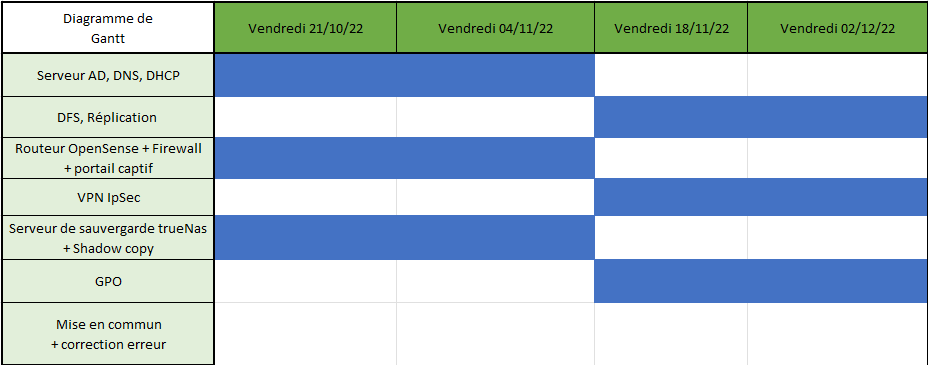 Diagramme de
Gantt
Vendredi 21/10/22
Vendredi 04/11/22
Vendredi 18/11/22
Vendredi 02/12/22
Serveur AD, DNS, DHCP
DFS, Réplication
Routeur OpenSense + Firewall
+ portail captif
VPN IpSec
Serveur de sauvergarde trueNas
+ Shadow copy
GPO
Mise en commun
+ correction erreur